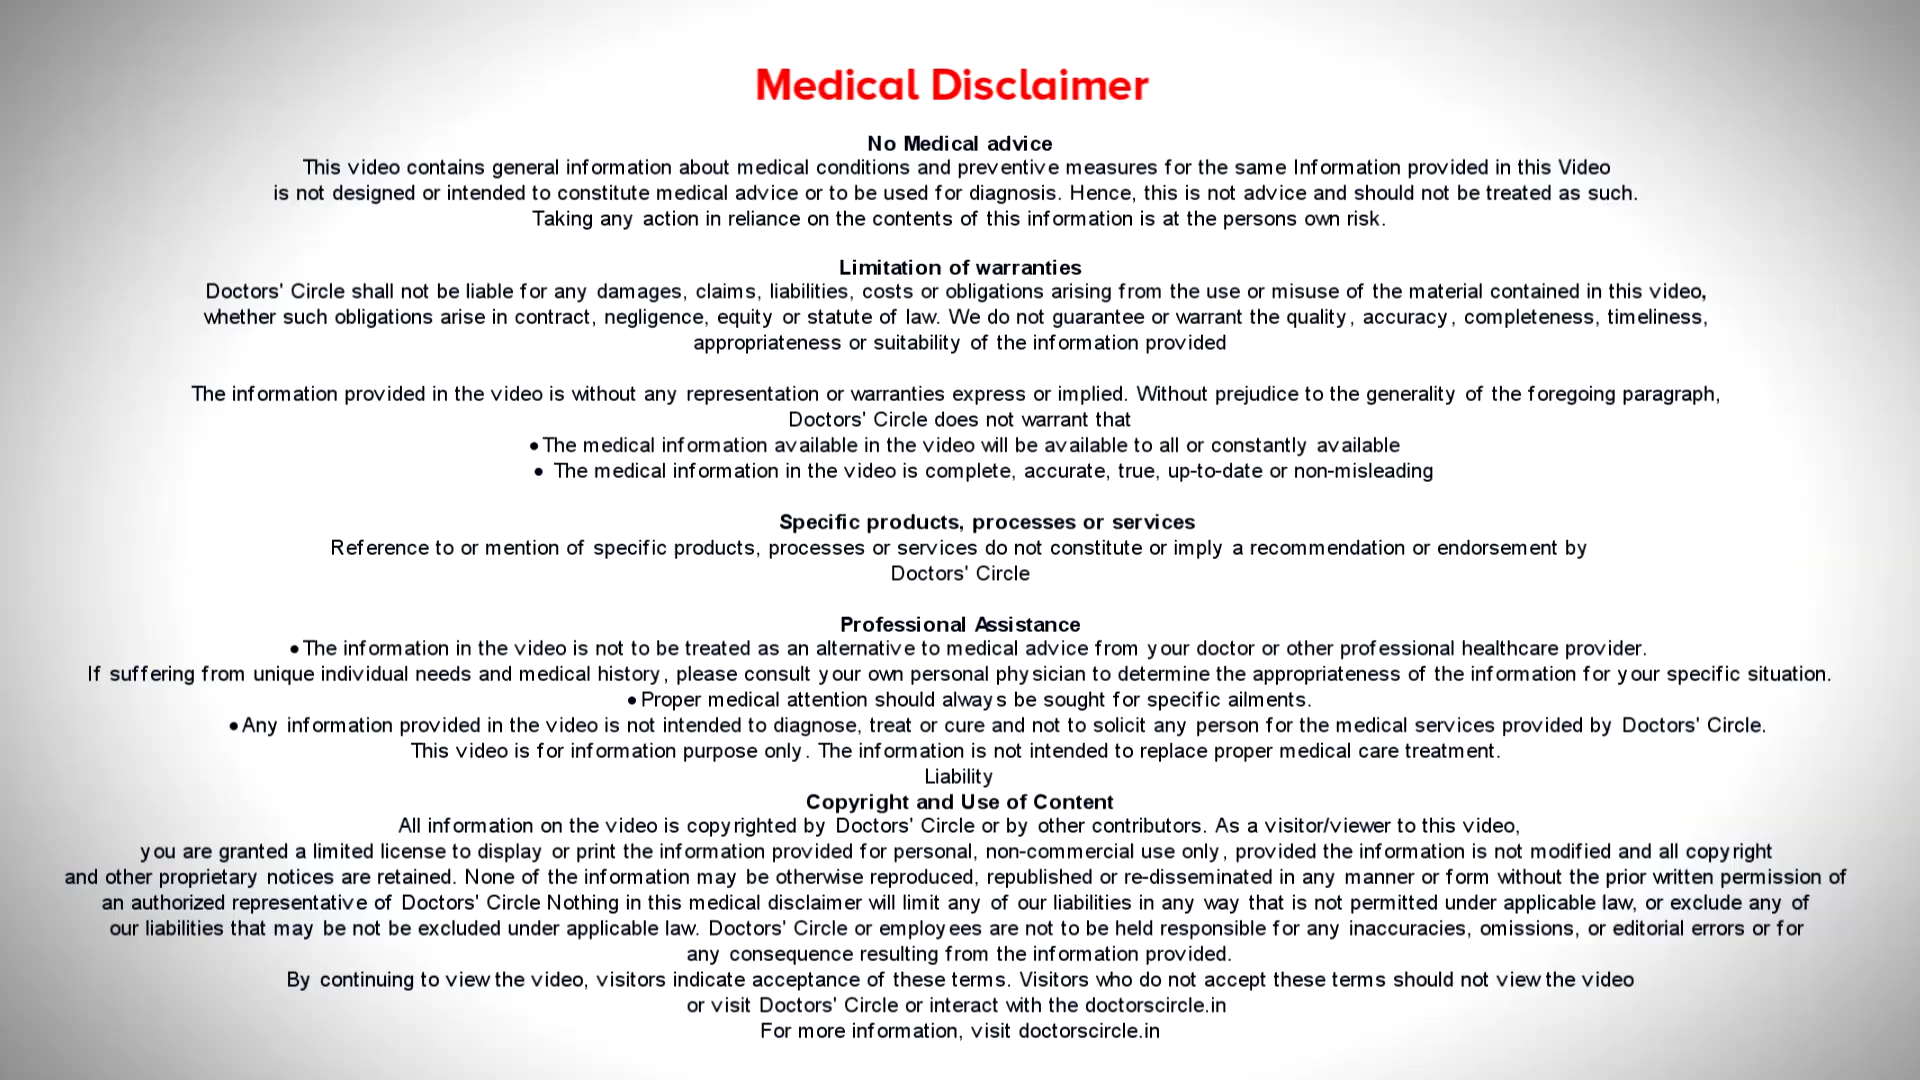 Medical Disclaimer
No Medical advice
This video contains general information about medical conditions and preventive measures for the same Information provided in this Video
is not designed or intended to constitute medical advice or to be used for diagnosis. Hence, this is not advice and should not be treated as such.
Taking any action in reliance on the contents of this information is at the persons own risk.
Limitation of warranties
Doctors' Circle shall not be liable for any damages, claims, liabilities, costs or obligations arising from the use or misuse of the material contained in this video,
whether such obligations arise in contract, negligence, equity or statute of law. We do not guarantee or warrant the quality, accuracy, completeness, timeliness,
appropriateness or suitability of the information provided
The information provided in the video is without any representation or warranties express or implied. Without prejudice to the generality of the foregoing paragraph,
Doctors' Circle does not warrant that
• The medical information available in the video will be available to all or constantly available
• The medical information in the video is complete, accurate, true, up-to-date or non-misleading
Specific products, processes or services
Reference to or mention of specific products, processes or services do not constitute or imply a recommendation or endorsement by
Doctors' Circle
Professional Assistance
• The information in the video is not to be treated as an alternative to medical advice from your doctor or other professional healthcare provider.
If suffering from unique individual needs and medical history, please consult your own personal physician to determine the appropriateness of the information for your specific situation.
• Proper medical attention should always be sought for specific ailments.
• Any information provided in the video is not intended to diagnose, treat or cure and not to solicit any person for the medical services provided by Doctors' Circle.
This video is for information purpose only. The information is not intended to replace proper medical care treatment.
Liability
Copyright and Use of Content
All information on the video is copyrighted by Doctors' Circle or by other contributors. As a visitor/viewer to this video,
you are granted a limited license to display or print the information provided for personal, non-commercial use only, provided the information is not modified and all copyright
and other proprietary notices are retained. None of the information may be otherwise reproduced, republished or re-disseminated in any manner or form without the prior written permission of
an authorized representative of Doctors' Circle Nothing in this medical disclaimer will limit any of our liabilities in any way that is not permitted under applicable law, or exclude any of
our liabilities that may be not be excluded under applicable law. Doctors' Circle or employees are not to be held responsible for any inaccuracies, omissions, or editorial errors or for
any consequence resulting from the information provided.
By continuing to view the video, visitors indicate acceptance of these terms. Visitors who do not accept these terms should not view the video
or visit Doctors' Circle or interact with the doctorscircle.in
For more information, visit doctorscircle.in